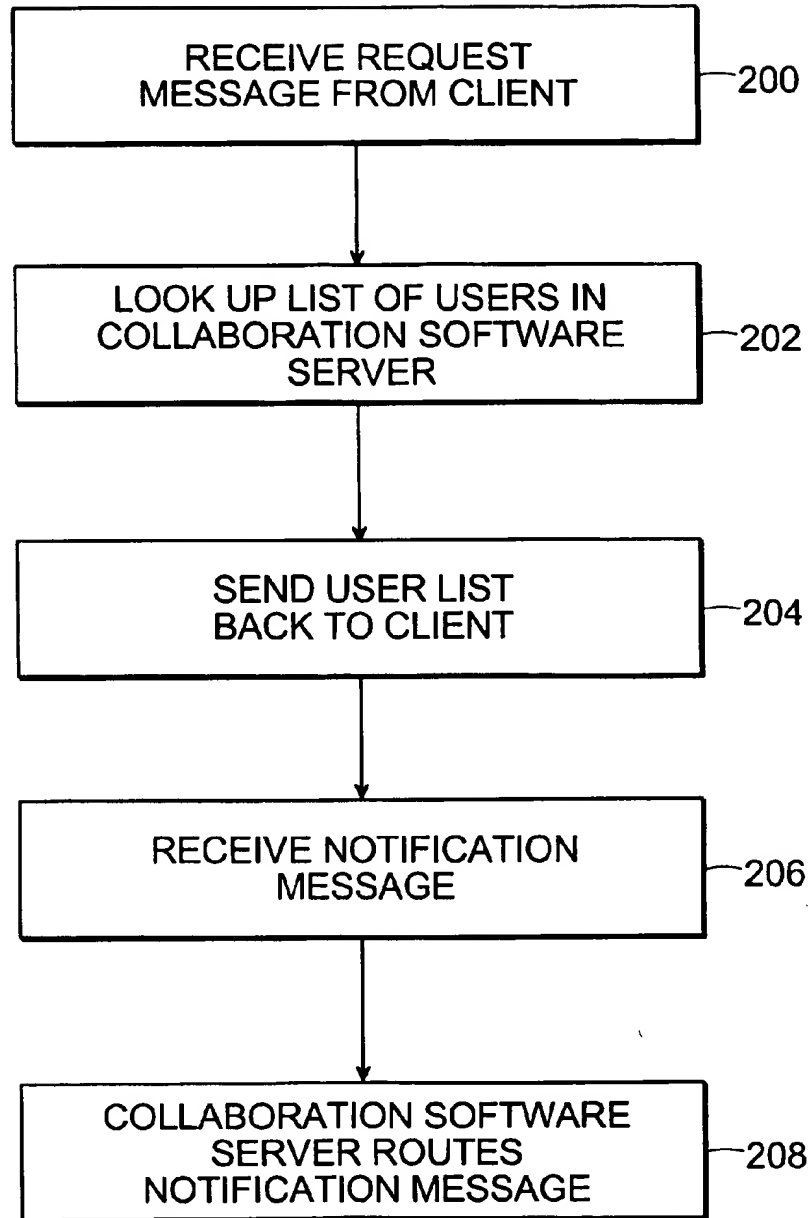 RECEIVE REQUEST
MESSAGE FROM CLIENT
200
LOOK UP LIST OF USERS IN
COLLABORATION SOFTWARE
SERVER
202
SEND USER LIST
BACK TO CLIENT
204
RECEIVE NOTIFICATION
MESSAGE
206
COLLABORATION SOFTWARE
SERVER ROUTES
NOTIFICATION MESSAGE
208